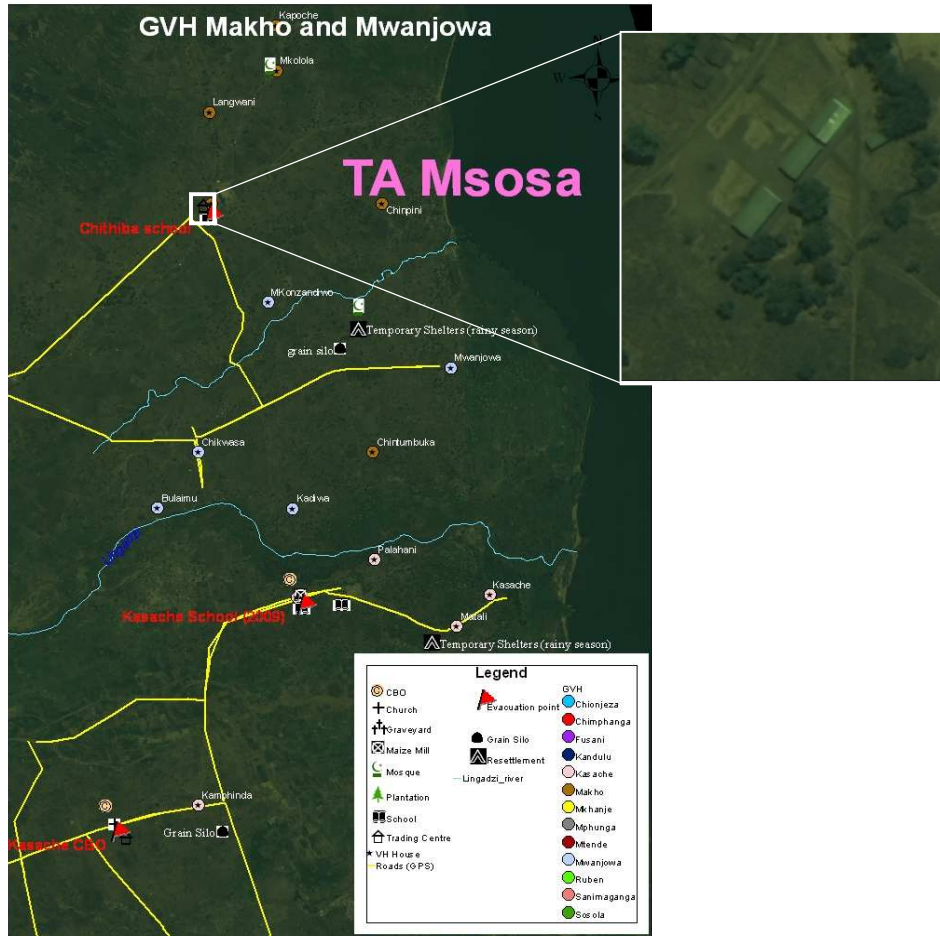 GVH Makho and Mwanjowa
Kapoche
Mkolola
Langwani
N
W
TA Msosa
Chinpini
Chithiba school
MKonzandiwo
Temporary Shelters (rainy season)
grain silo
Mwanjowa
Chikwasa
Chintumbuka
Bulaimu
Kadiwa
Palahani
Kasache
Kasache School (2009)
Matali
Temporary Shelters (rainy season)
Kamphinda
Grain Silo
Kasache CBO
Legend
CBO
Church
Graveyard
Maize Mill
Mosque
Plantation
School
Trading Centre
VH House
Roads (GPS)
Evacuation point
Grain Silo
Resettlement
Lingadzi_river
GVH
Chionjeza
Chimphanga
Fusani
Kandulu
Kasache
Makho
Mkhanje
Mphunga
Mtende
Mwanjowa
Ruben
Sanimaganga
Sosola